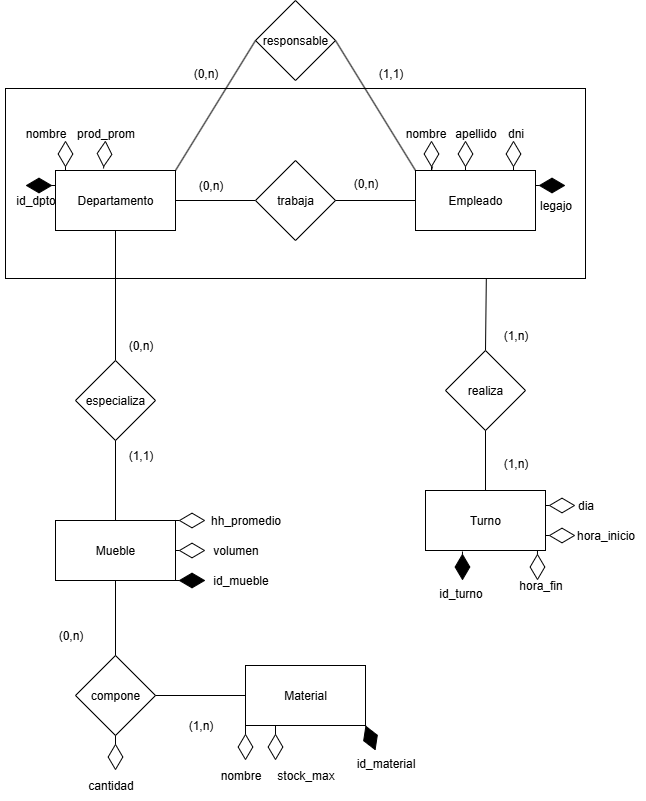 responsable
(0,n)
(1,1)
nombre
prod_prom
nombre
apellido
dni
id_dpto
Departamento
(0,n)
trabaja
(0,n)
Empleado
legajo
(0,n)
(1,n)
especializa
realiza
(1,1)
(1,n)
hh_promedio
Mueble
volumen
id_mueble
Turno
dia
hora_inicio
id_turno
hora_fin
(0,n)
compone
Material
(1,n)
cantidad
nombre
stock_max
id_material